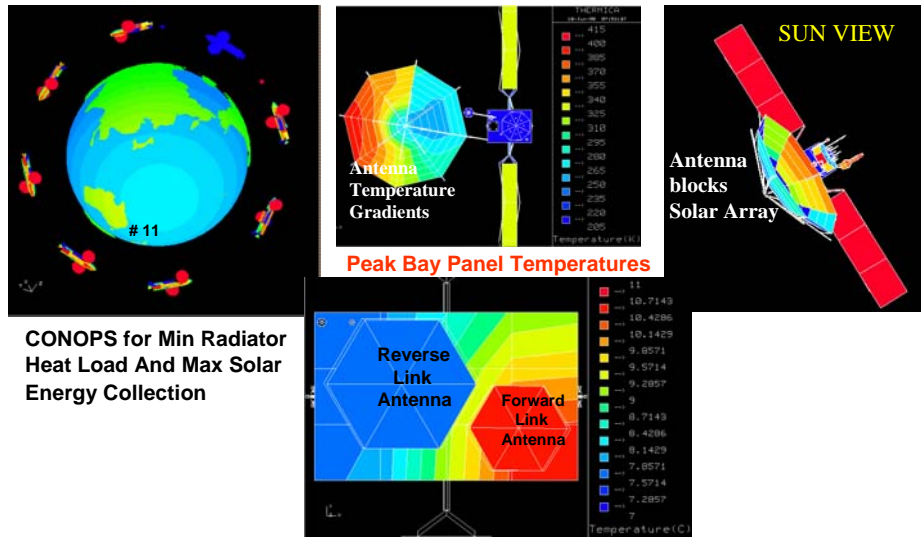 # 11
THERMICA
415
400
385
370
355
340
325
310
295
280
265
250
235
220
205
Temperature(K)
Antenna
Temperature
Gradients
SUN VIEW
Antenna
blocks
Solar Array
Peak Bay Panel Temperatures
CONOPS for Min Radiator
Heat Load And Max Solar
Energy Collection
Reverse
Link
Antenna
Forward
Link
Antenna
11
10.7143
10.4286
10.1429
9.8571
9.5714
9.2857
9
8.7143
8.4286
8.1429
7.8571
7.5714
7.2857
7
Temperature(C)